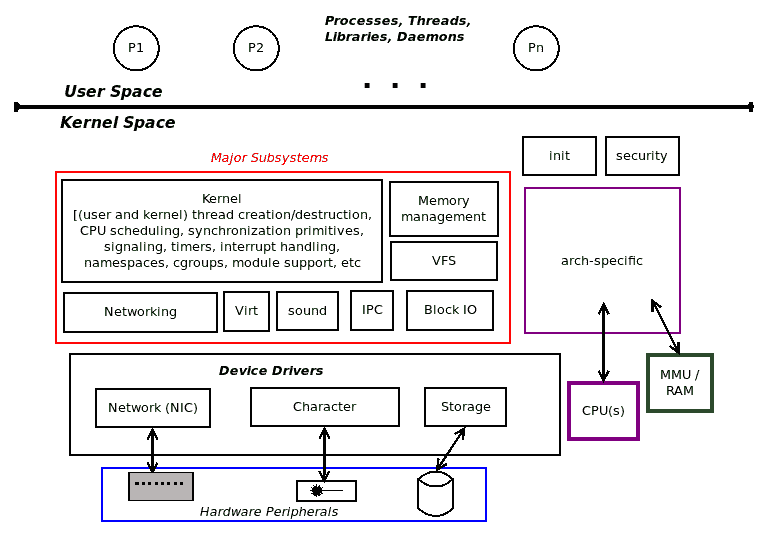 Processes, Threads,
Libraries, Daemons
P1
P2
Pn
. . .
User Space
Kernel Space
Major Subsystems
init
security
Kernel
[(user and kernel) thread creation/destruction,
CPU scheduling, synchronization primitives,
signaling, timers, interrupt handling,
namespaces, cgroups, module support, etc
Memory
management
VFS
arch-specific
Networking
Virt
sound
IPC
Block IO
Device Drivers
Network (NIC)
Character
Storage
CPU(s)
MMU /
RAM
Hardware Peripherals